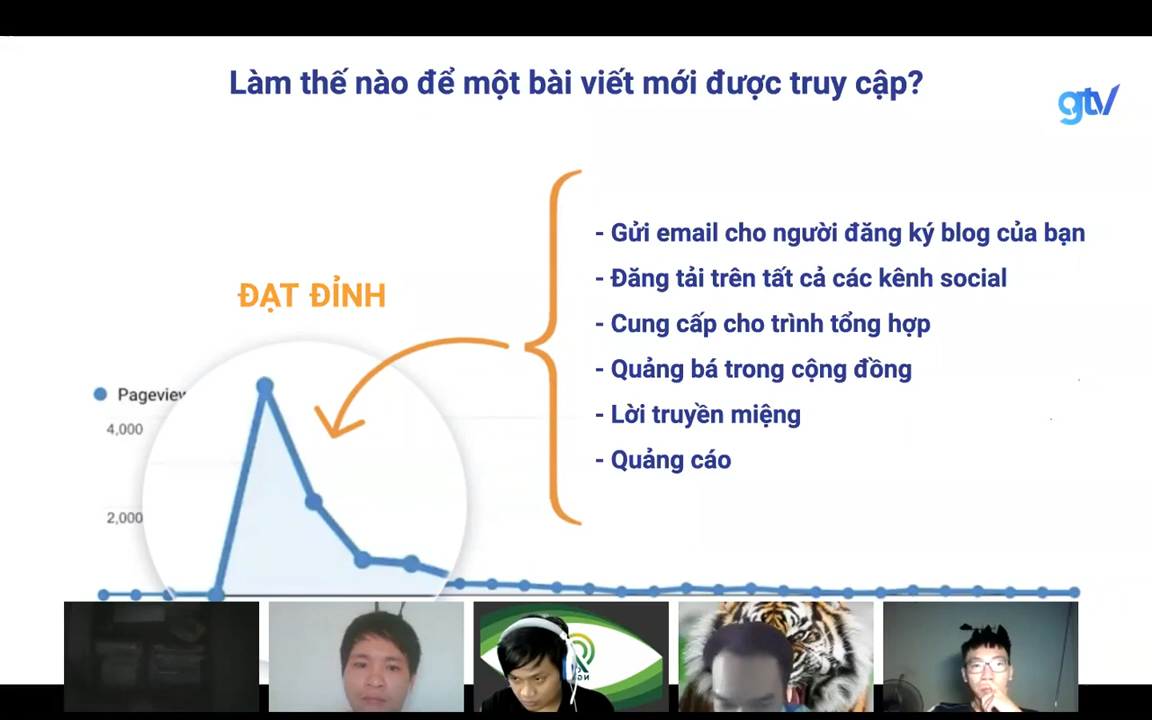 Làm thế nào để một bài viết mới được truy cập?
gtv
- Gửi email cho người đăng ký blog của bạn
- Đăng tải trên tất cả các kênh social
- Cung cấp cho trình tổng hợp
- Quảng bá trong cộng đồng
- Lời truyền miệng
- Quảng cáo
ĐẠT ĐỈNH
Pageview
4,000
2,000